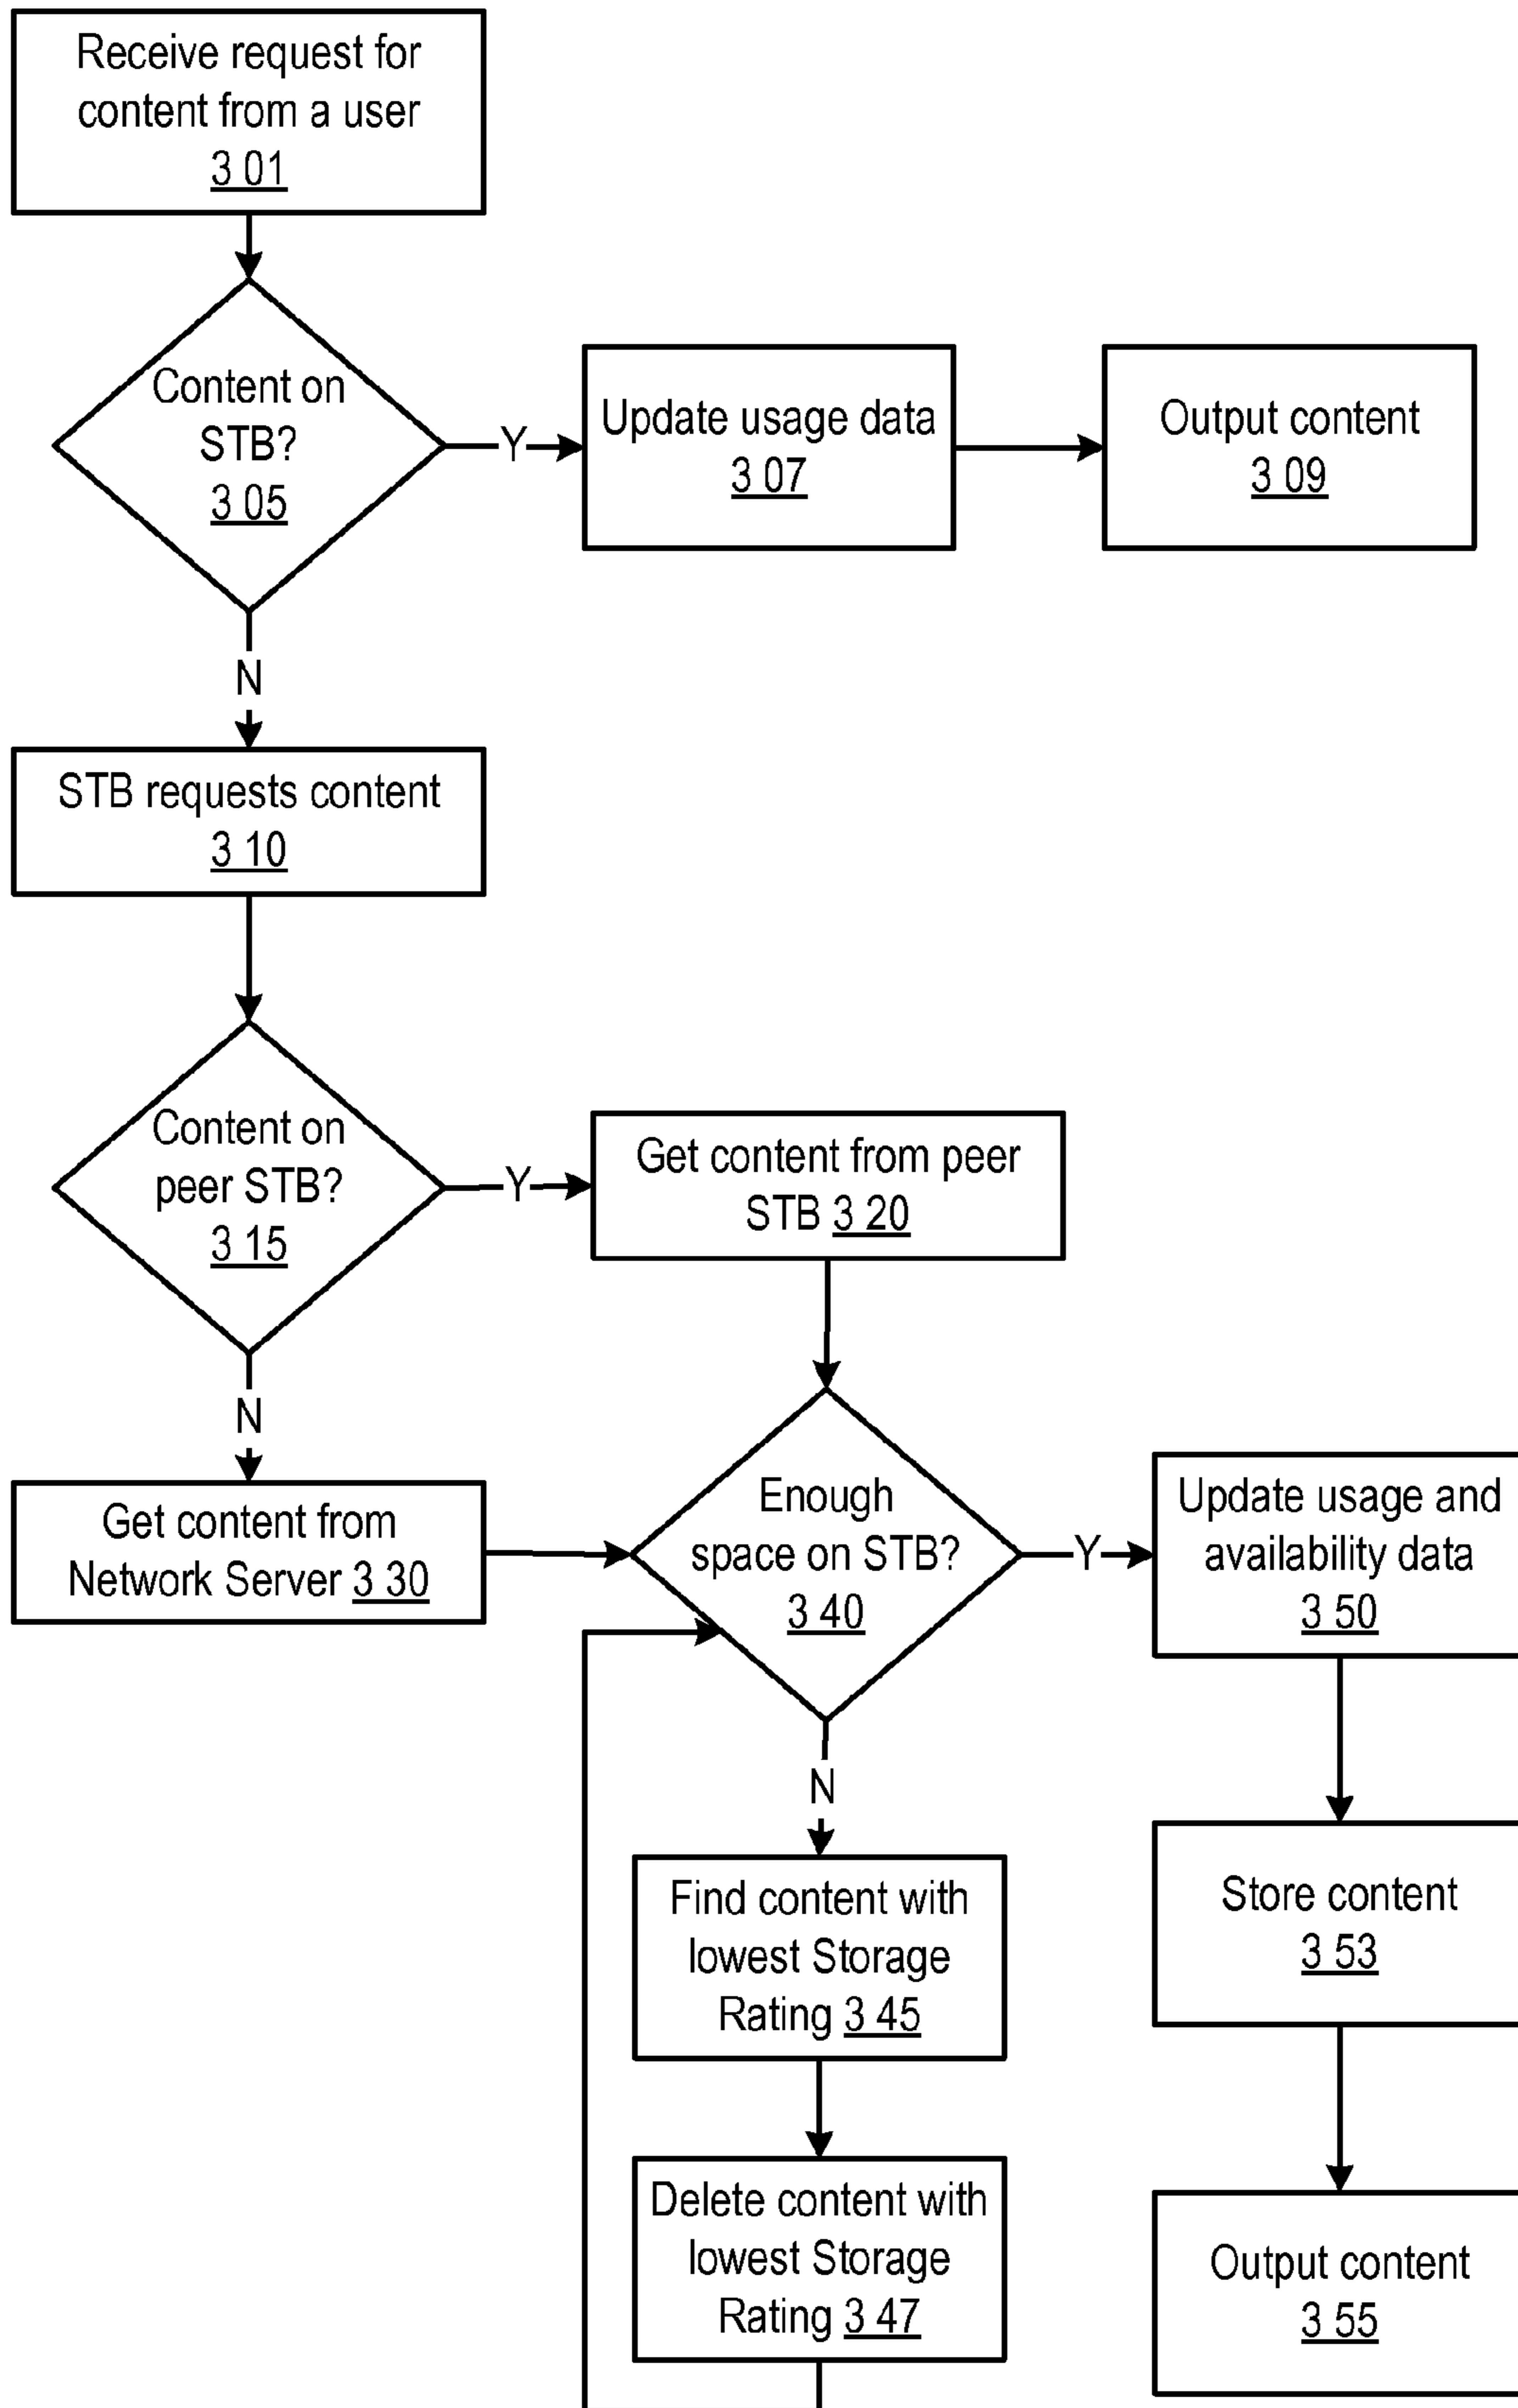 Receive request for
content from a user
3 01
Content on
STB?
3 05
Y
Update usage data
3 07
Output content
3 09
N
STB requests content
3 10
Content on
peer STB?
3 15
Y
Get content from peer
STB 3 20
N
Get content from
Network Server 3 30
Enough
space on STB?
3 40
Y
Update usage and
availability data
3 50
N
Find content with
lowest Storage
Rating 3 45
Store content
3 53
Delete content with
lowest Storage
Rating 3 47
Output content
3 55